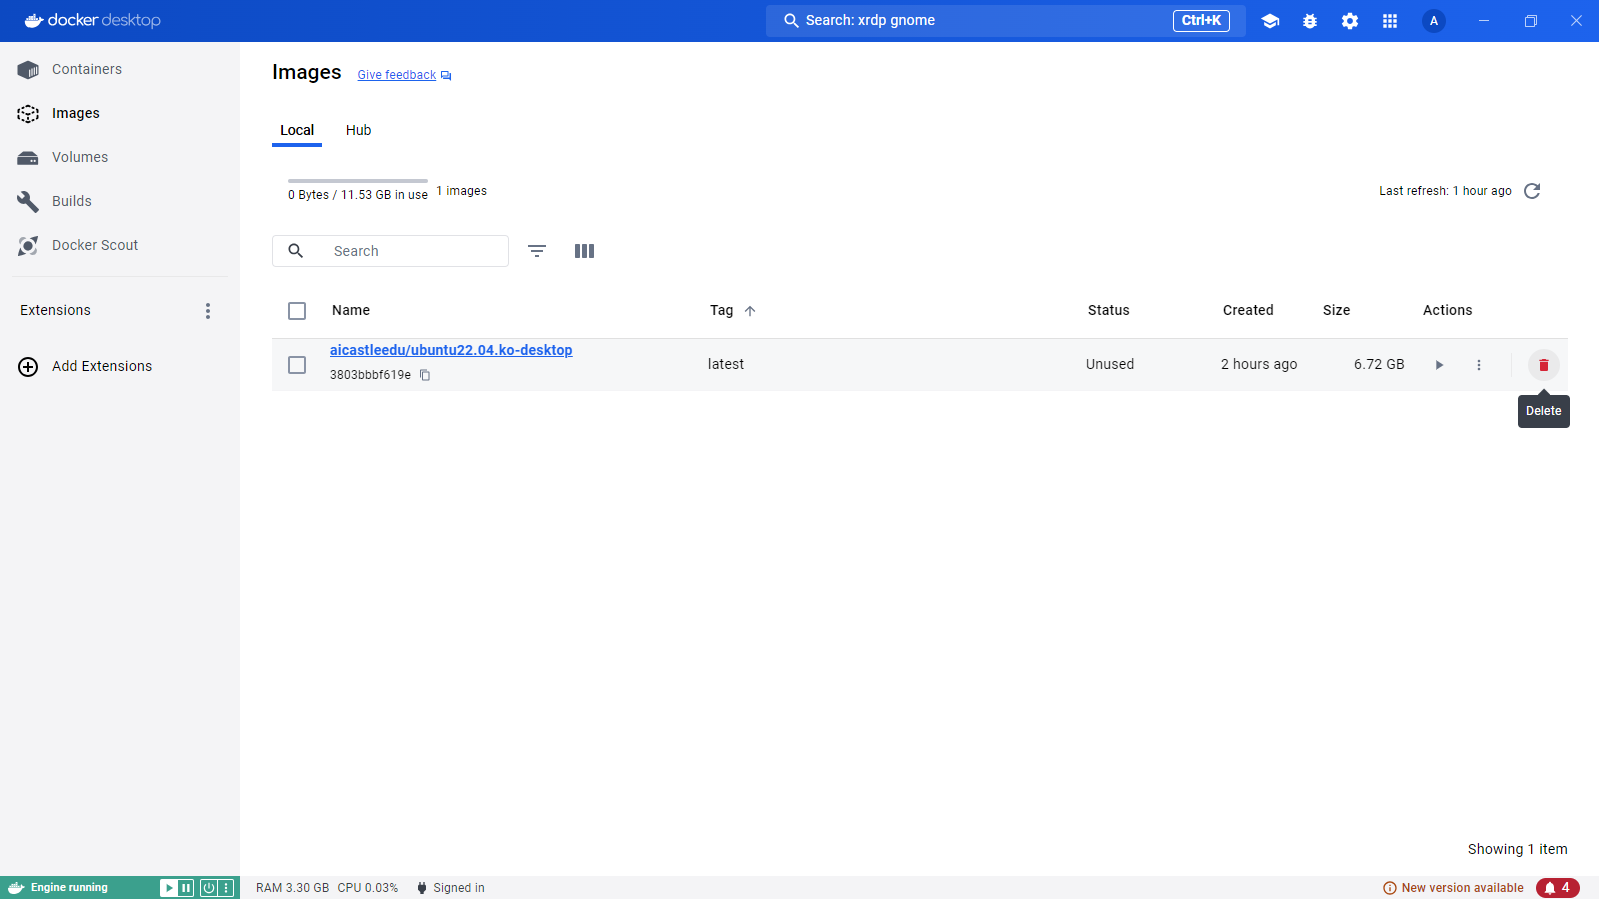 docker desktop
Search: xrdp gnome
Ctrl+K
A
Containers
Images
Volumes
Builds
Docker Scout
Extensions
Add Extensions
Images
Give feedback
Local
Hub
0 Bytes / 11.53 GB in use
1 images
Last refresh: 1 hour ago
Search
Name
Tag
Status
Created
Size
Actions
aicastleedu/ubuntu22.04.ko-desktop
3803bbbf619e
latest
Unused
2 hours ago
6.72 GB
Delete
Showing 1 item
Engine running
RAM 3.30 GB
CPU 0.03%
Signed in
New version available
4